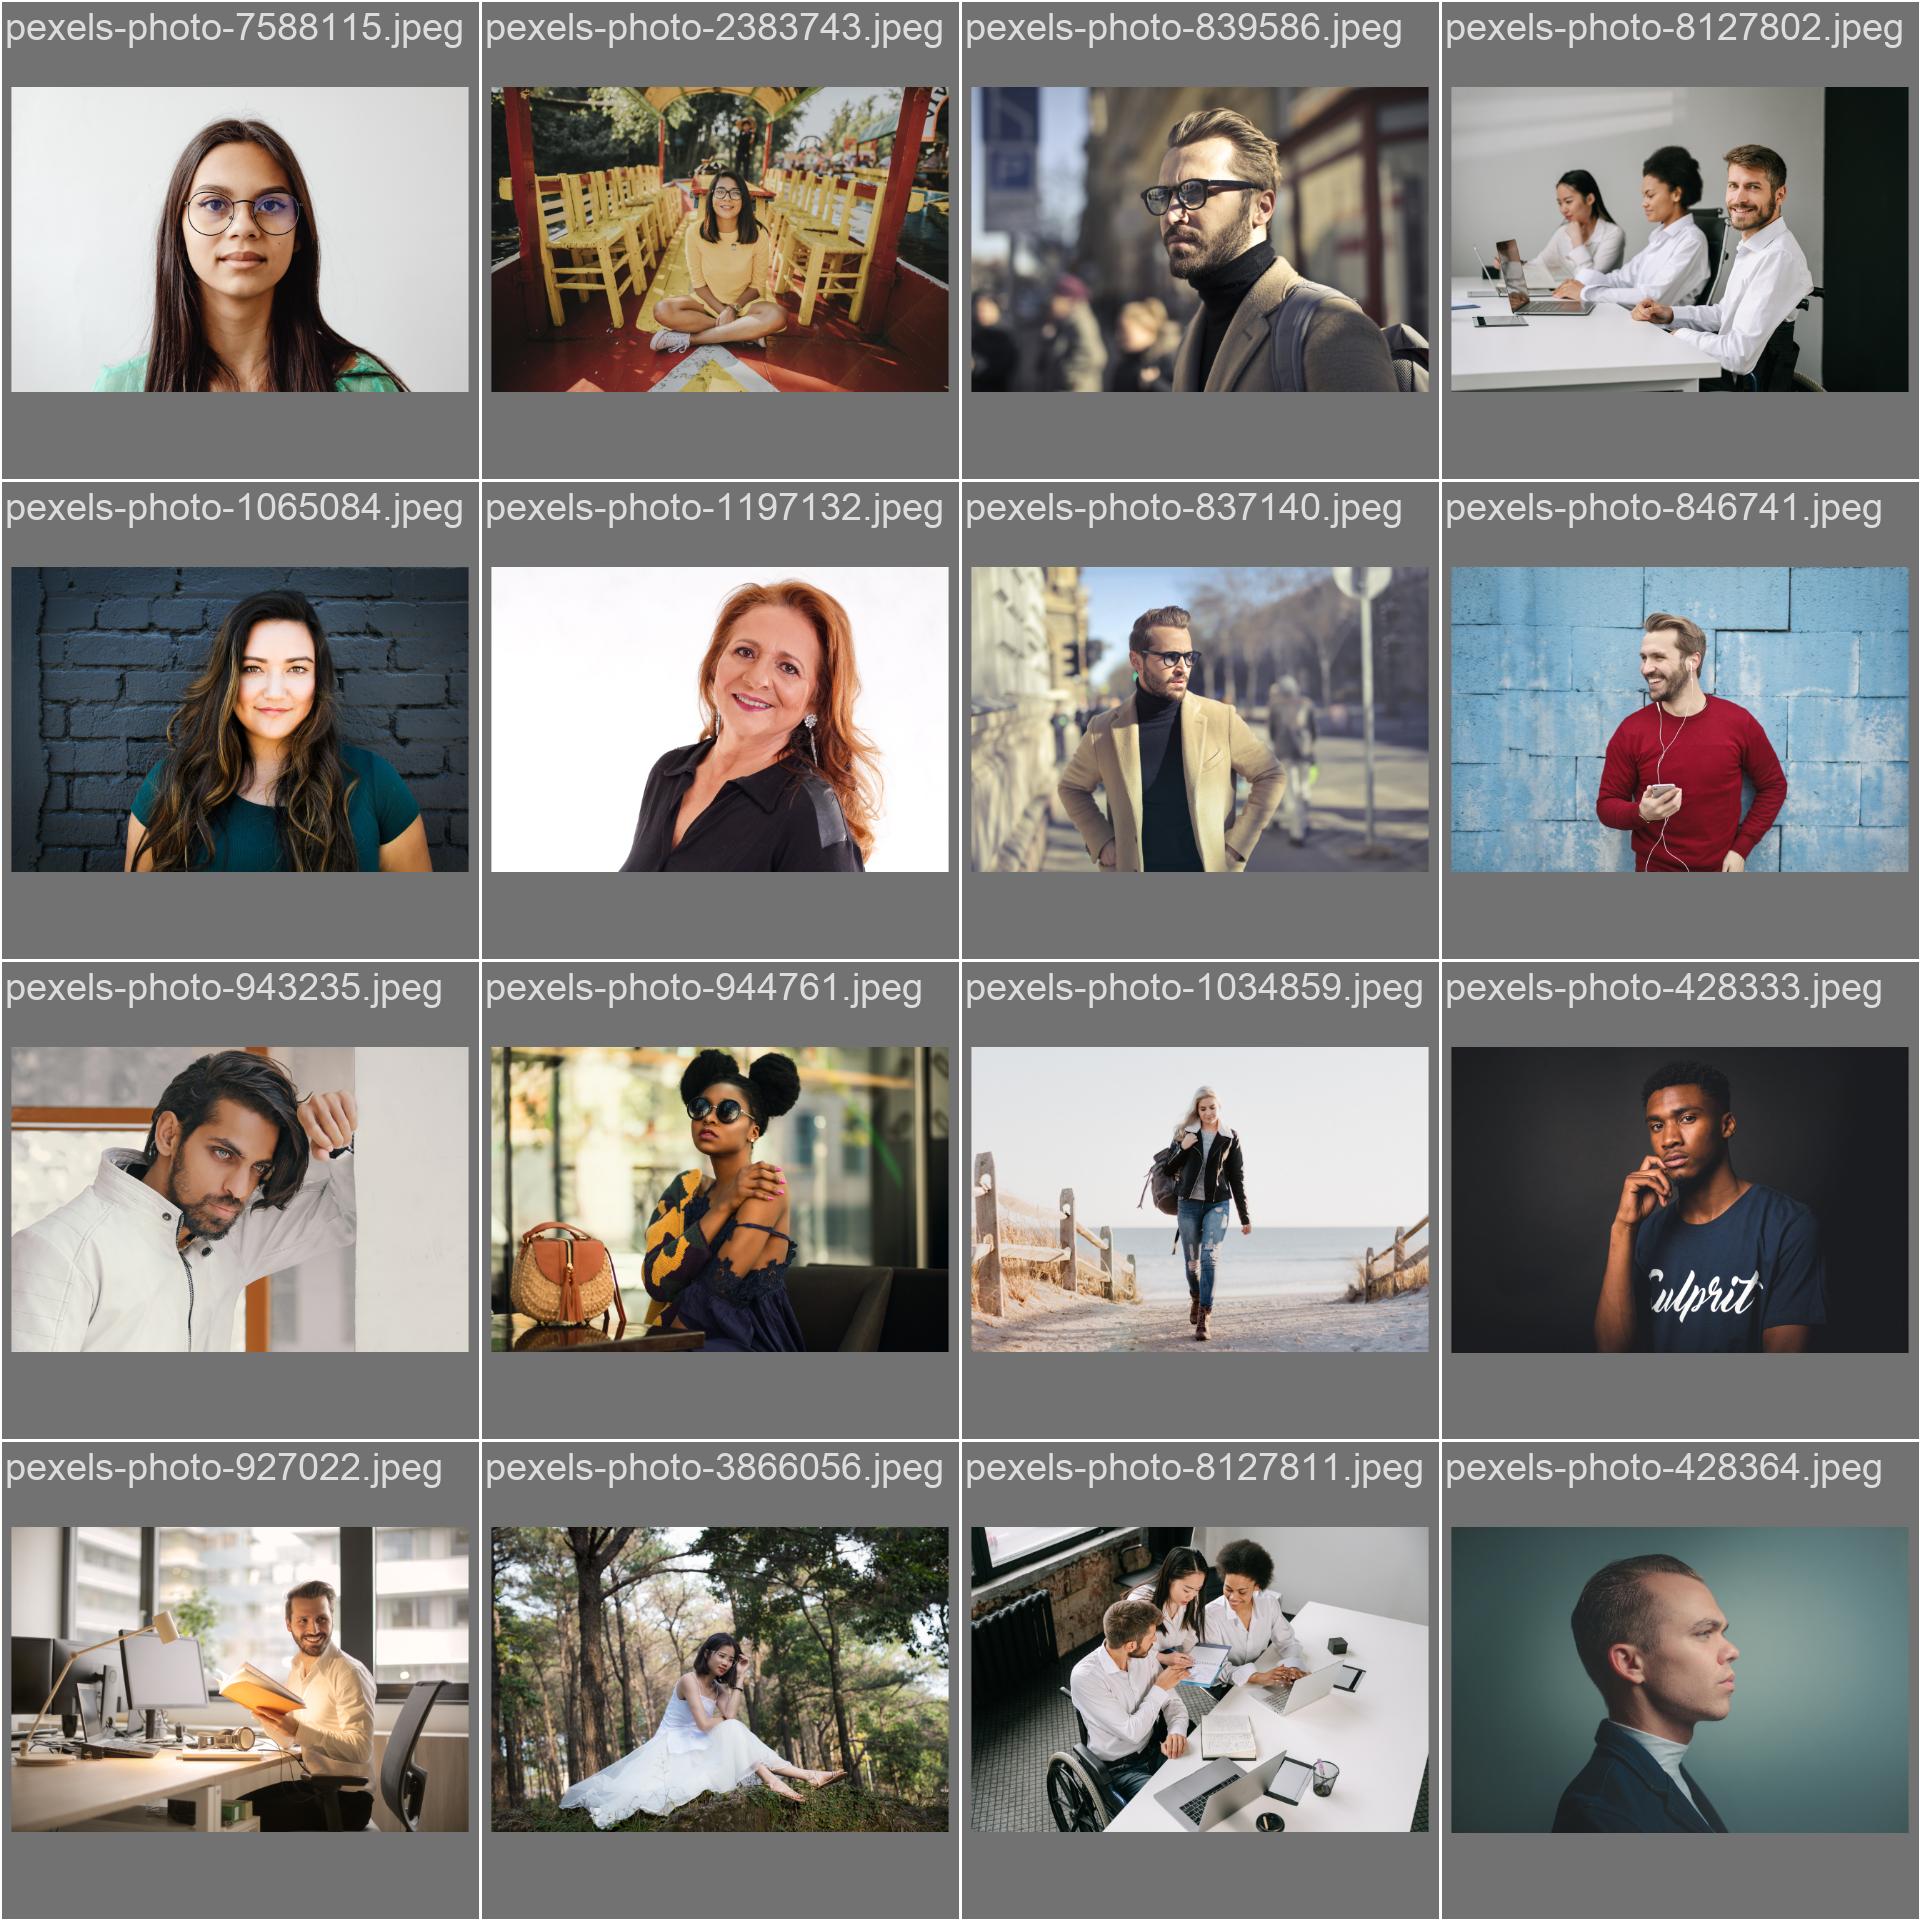 pexels-photo-7588115.jpeg
pexels-photo-2383743.jpeg
pexels-photo-839586.jpeg
pexels-photo-8127802.jpeg
pexels-photo-1065084.jpeg
pexels-photo-1197132.jpeg
pexels-photo-837140.jpeg
pexels-photo-846741.jpeg
pexels-photo-943235.jpeg
pexels-photo-944761.jpeg
pexels-photo-1034859.jpeg
pexels-photo-428333.jpeg
Culprit
pexels-photo-927022.jpeg
pexels-photo-3866056.jpeg
pexels-photo-8127811.jpeg
pexels-photo-428364.jpeg